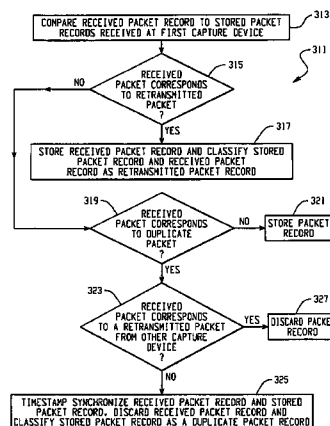 COMPARE RECEIVED PACKET RECORD TO STORED PACKET
RECORDS RECEIVED AT FIRST CAPTURE DEVICE
313
311
315
NO
RECEIVED
PACKET CORRESPONDS
TO RETRANSMITTED
PACKET
?
YES
317
STORE RECEIVED PACKET RECORD AND CLASSIFY STORED
PACKET RECORD AND RECEIVED PACKET
RECORD AS RETRANSMITTED PACKET RECORD
319
RECEIVED
PACKET CORRESPONDS
TO DUPLICATE
PACKET
?
NO
321
STORE PACKET
RECORD
YES
323
RECEIVED
PACKET CORRESPONDS
TO A RETRANSMITTED PACKET
FROM OTHER CAPTURE
DEVICE
?
YES
327
DISCARD PACKET
RECORD
NO
325
TIMESTAMP SYNCHRONIZE RECEIVED PACKET RECORD AND STORED
PACKET RECORD, DISCARD RECEIVED PACKET RECORD AND
CLASSIFY STORED PACKET RECORD AS A DUPLICATE PACKET RECORD